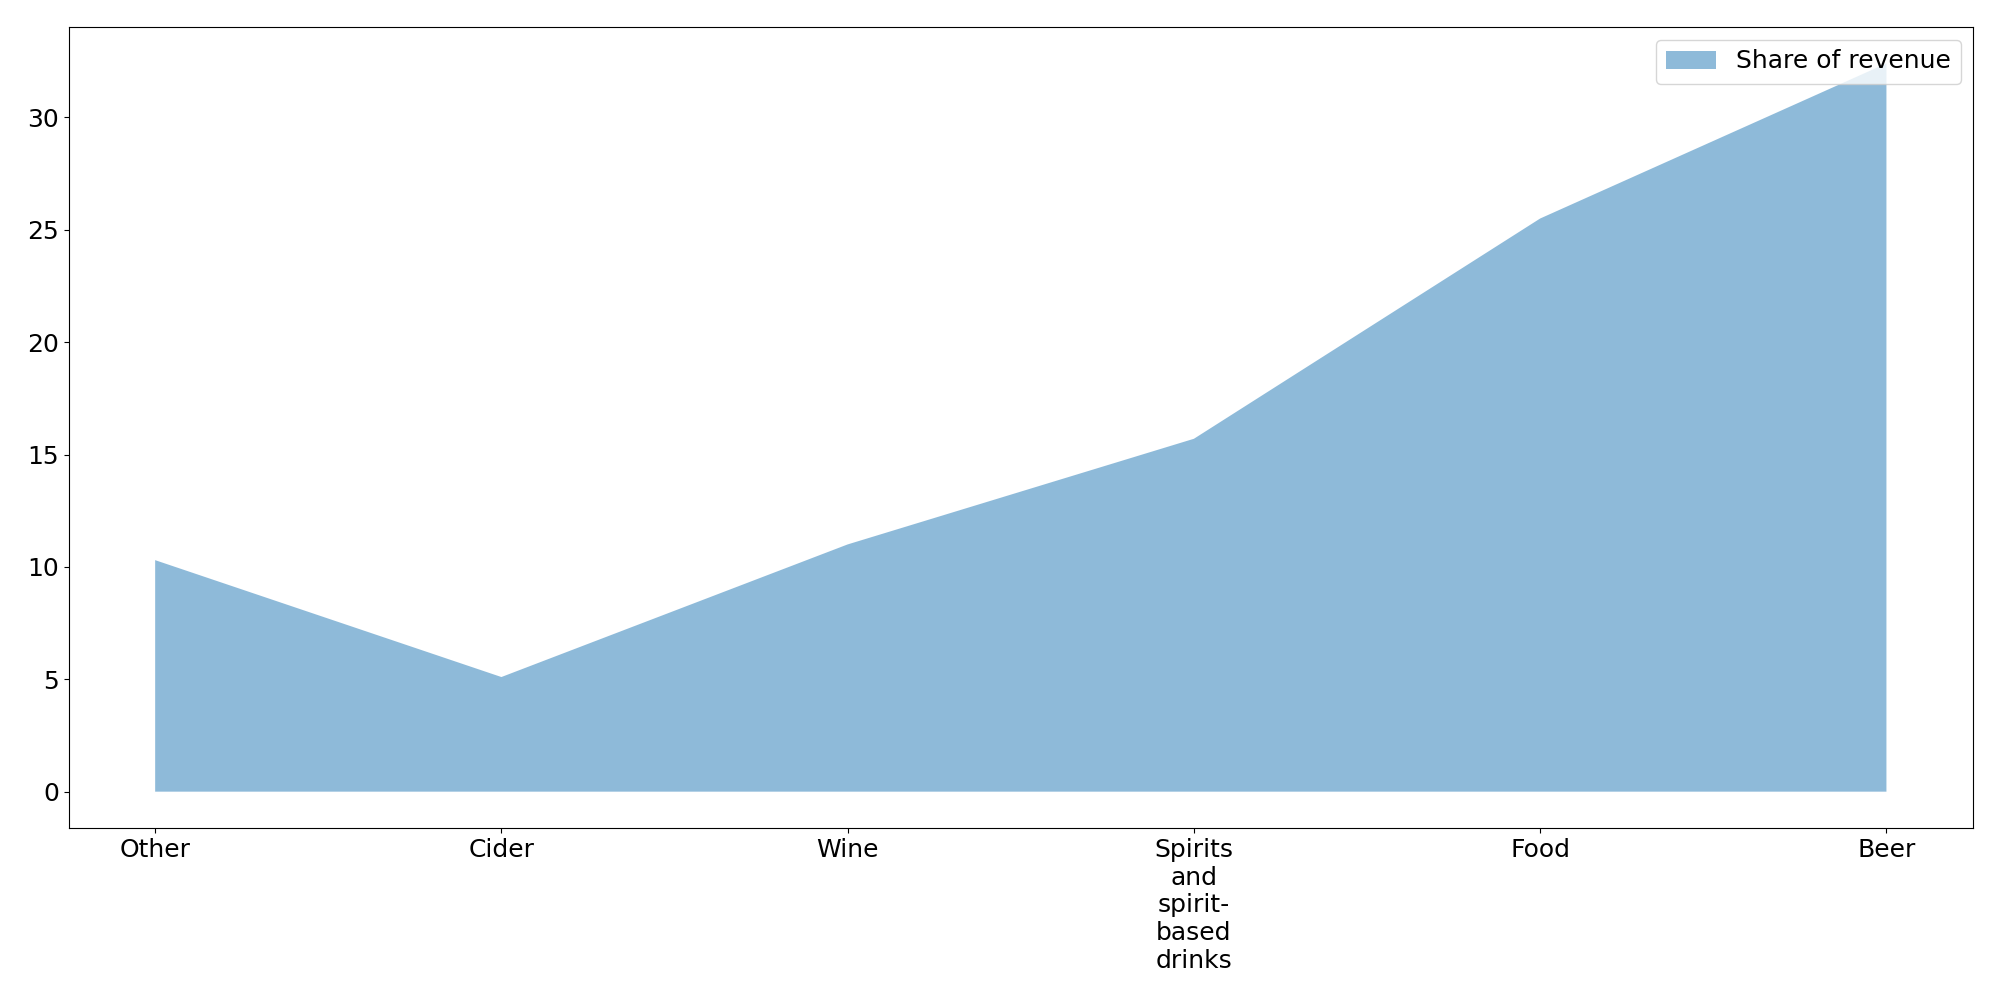 Share of revenue
30
25
20
15
10
5
0
Other
Cider
Wine
Spirits
and
spirit-
based
drinks
Food
Beer